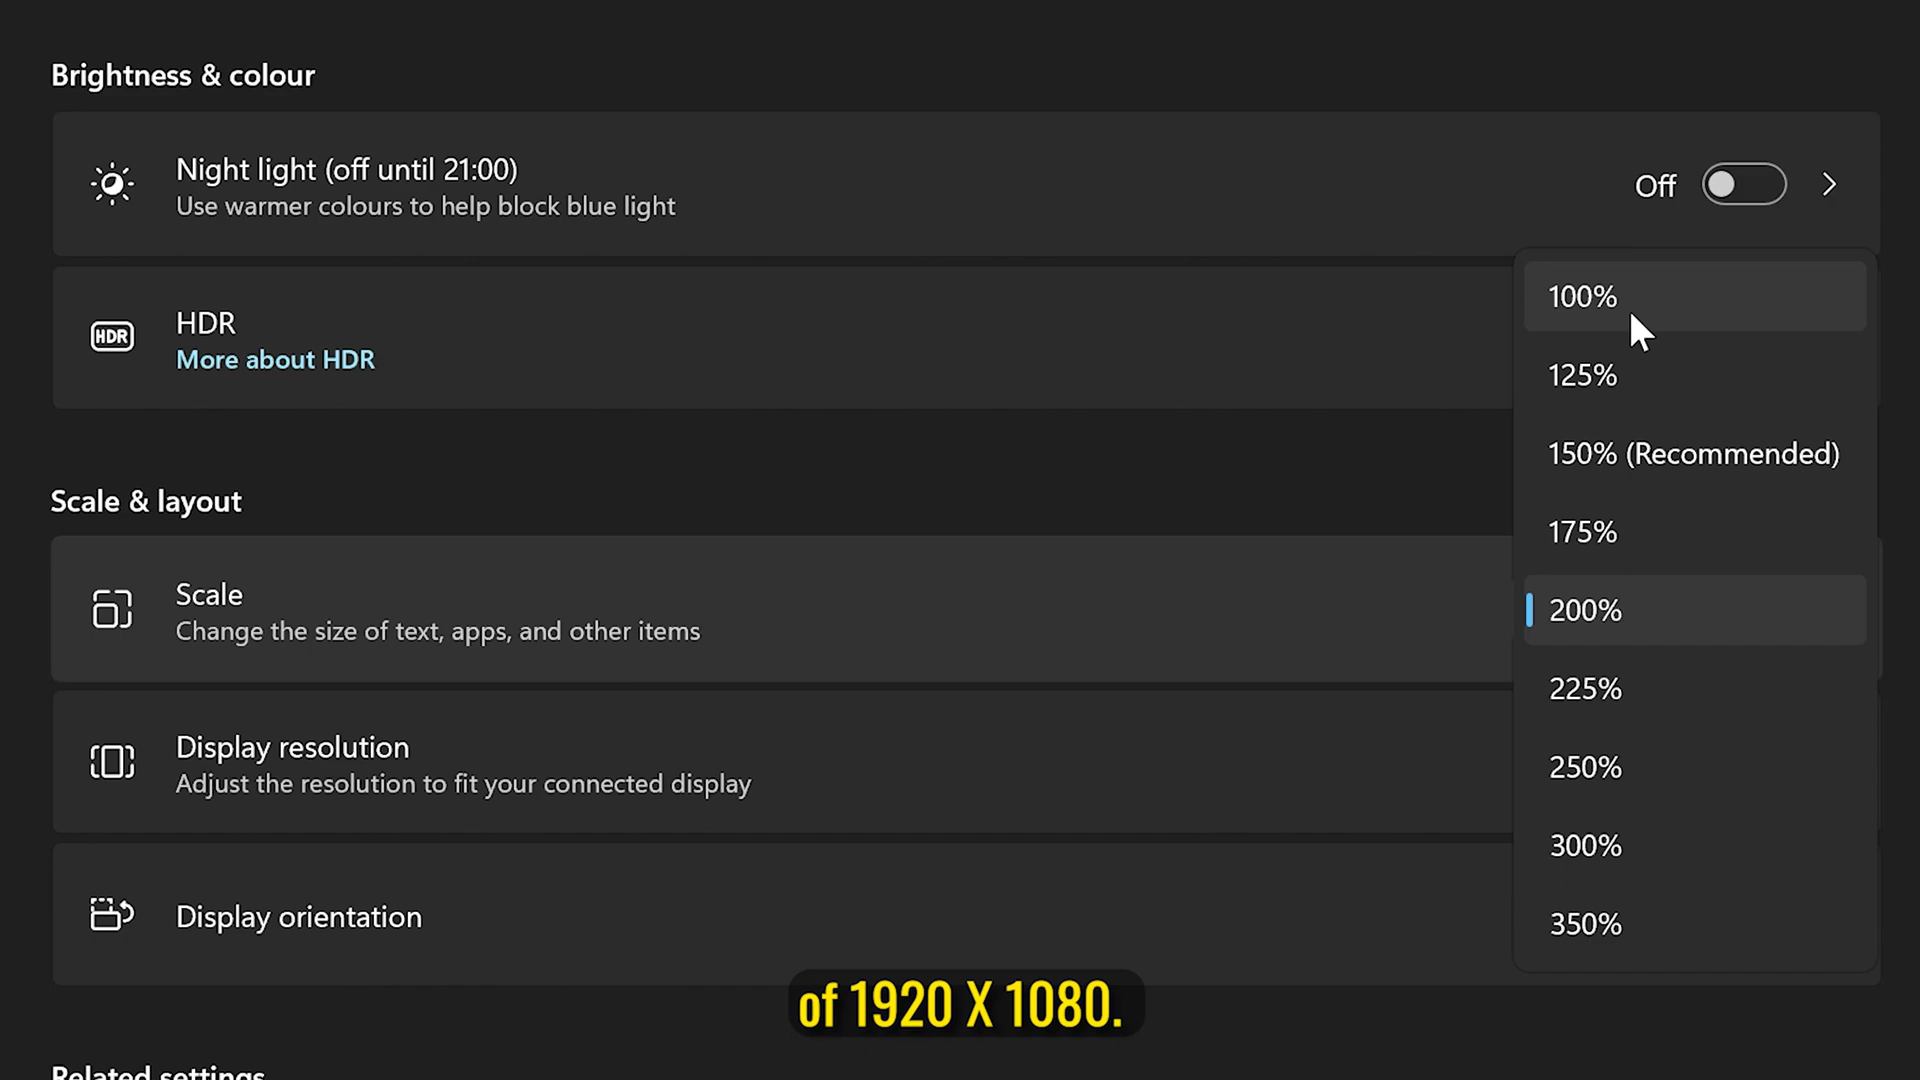 Brightness & colour
Night light (off until 21:00)
Use warmer colours to help block blue light
Off
HDR
HDR
More about HDR
100%
125%
150% (Recommended)
175%
200%
225%
250%
300%
350%
Scale & layout
Scale
Change the size of text, apps, and other items
Display resolution
Adjust the resolution to fit your connected display
Display orientation
of 1920 X 1080.
Related settings